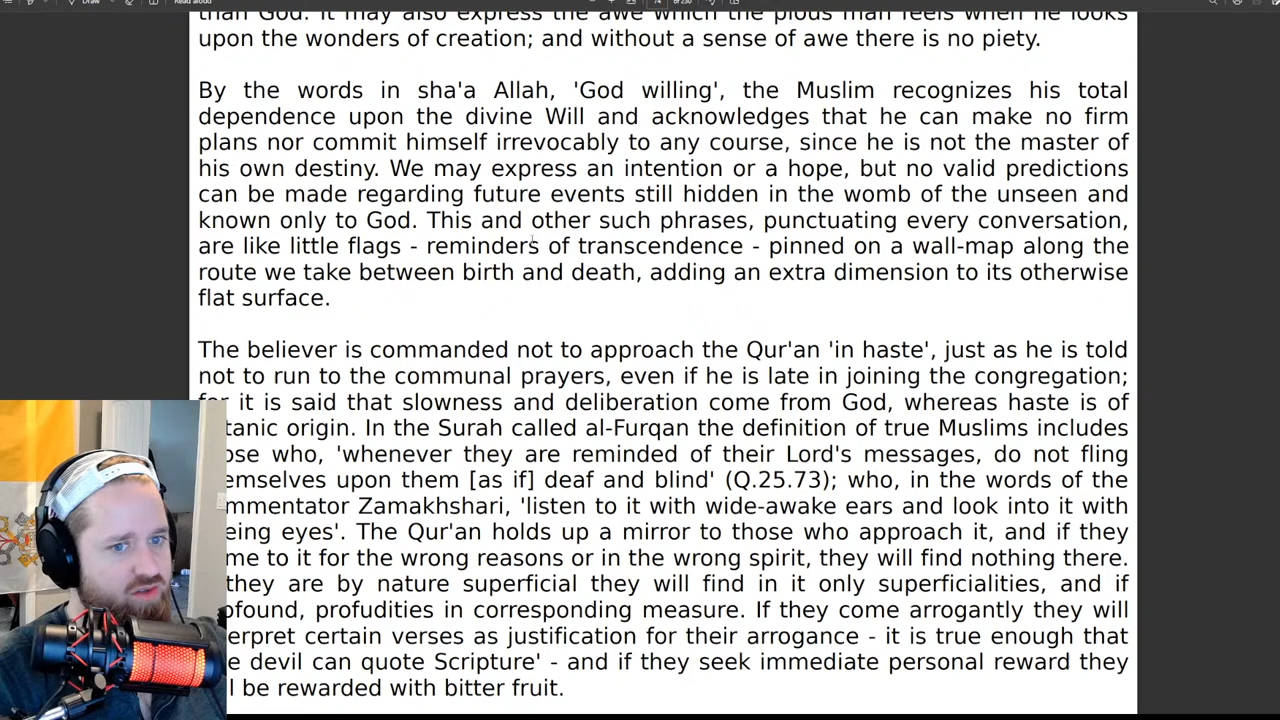 Draw
Read aloud
of 230
than God. It may also express the awe which the pious man feels when he looks
upon the wonders of creation; and without a sense of awe there is no piety.
By the words in sha'a Allah, 'God willing', the Muslim recognizes his total
dependence upon the divine Will and acknowledges that he can make no firm
plans nor commit himself irrevocably to any course, since he is not the master of
his own destiny. We may express an intention or a hope, but no valid predictions
can be made regarding future events still hidden in the womb of the unseen and
known only to God. This and other such phrases, punctuating every conversation,
are like little flags - reminders of transcendence - pinned on a wall-map along the
route we take between birth and death, adding an extra dimension to its otherwise
flat surface.
The believer is commanded not to approach the Qur'an 'in haste', just as he is told
not to run to the communal prayers, even if he is late in joining the congregation;
it is said that slowness and deliberation come from God, whereas haste is of
tanic origin. In the Surah called al-Furqan the definition of true Muslims includes
ose who, 'whenever they are reminded of their Lord's messages, do not fling
emselves upon them [as if] deaf and blind' (Q.25.73); who, in the words of the
mmentator Zamakhshari, 'listen to it with wide-awake ears and look into it with
eing eyes'. The Qur'an holds up a mirror to those who approach it, and if they
me to it for the wrong reasons or in the wrong spirit, they will find nothing there.
they are by nature superficial they will find in it only superficialities, and if
ofound, profudities in corresponding measure. If they come arrogantly they will
terpret certain verses as justification for their arrogance - it is true enough that
e devil can quote Scripture' - and if they seek immediate personal reward they
l be rewarded with bitter fruit.